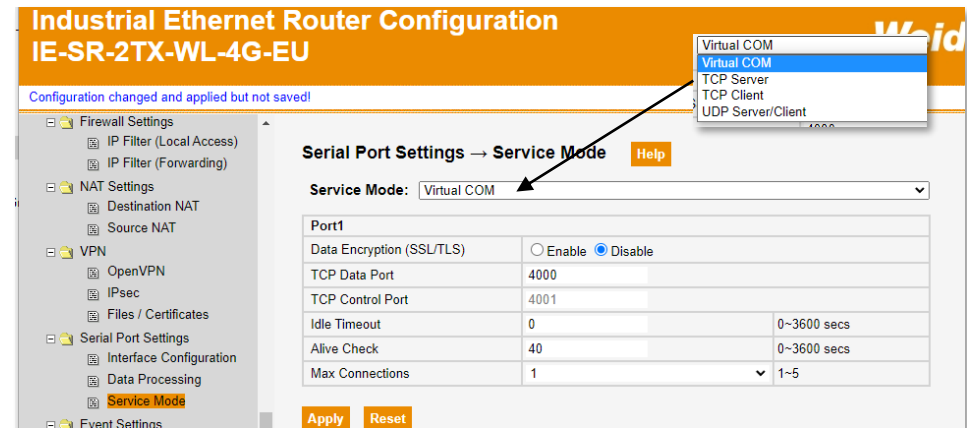 Industrial Ethernet Router Configuration
IE-SR-2TX-WL-4G-EU
Virtual COM
Virtual COM
TCP Server
TCP Client
UDP Server/Client
Configuration changed and applied but not saved!
Firewall Settings
IP Filter (Local Access)
IP Filter (Forwarding)
NAT Settings
Destination NAT
Source NAT
VPN
OpenVPN
IPsec
Files / Certificates
Serial Port Settings
Interface Configuration
Data Processing
Service Mode
Event Settings
Serial Port Settings → Service Mode Help
Service Mode: Virtual COM
Port1
Data Encryption (SSL/TLS) Enable Disable
TCP Data Port 4000
TCP Control Port 4001
Idle Timeout 0 0~3600 secs
Alive Check 40 0~3600 secs
Max Connections 1 1~5
Apply Reset